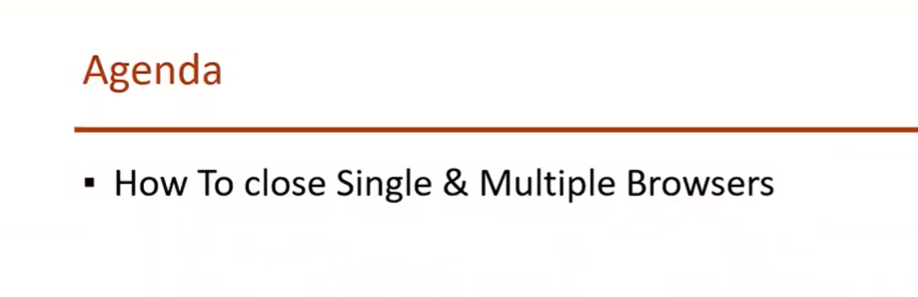 Agenda
▪ How To close Single & Multiple Browsers